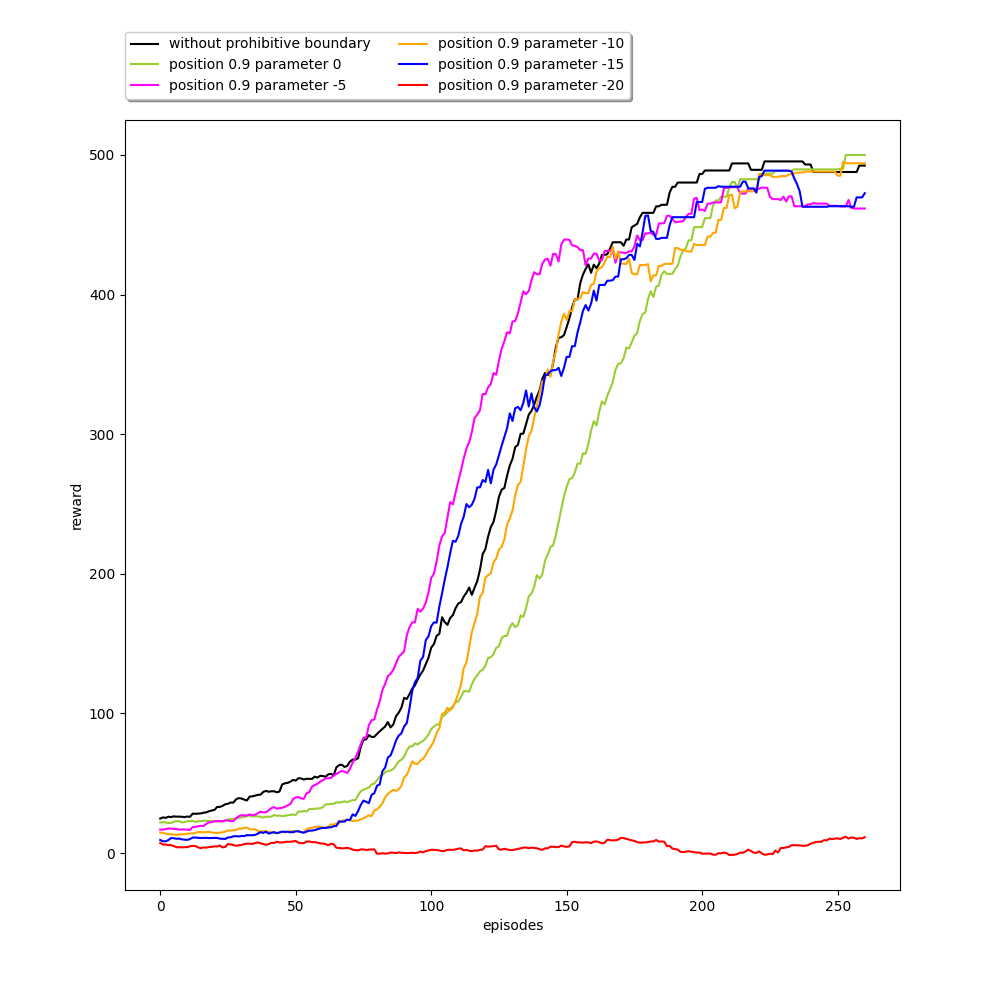 without prohibitive boundary
position 0.9 parameter 0
position 0.9 parameter -5
position 0.9 parameter -10
position 0.9 parameter -15
position 0.9 parameter -20
500
400
300
200
100
0
reward
0 50 100 150 200 250
episodes